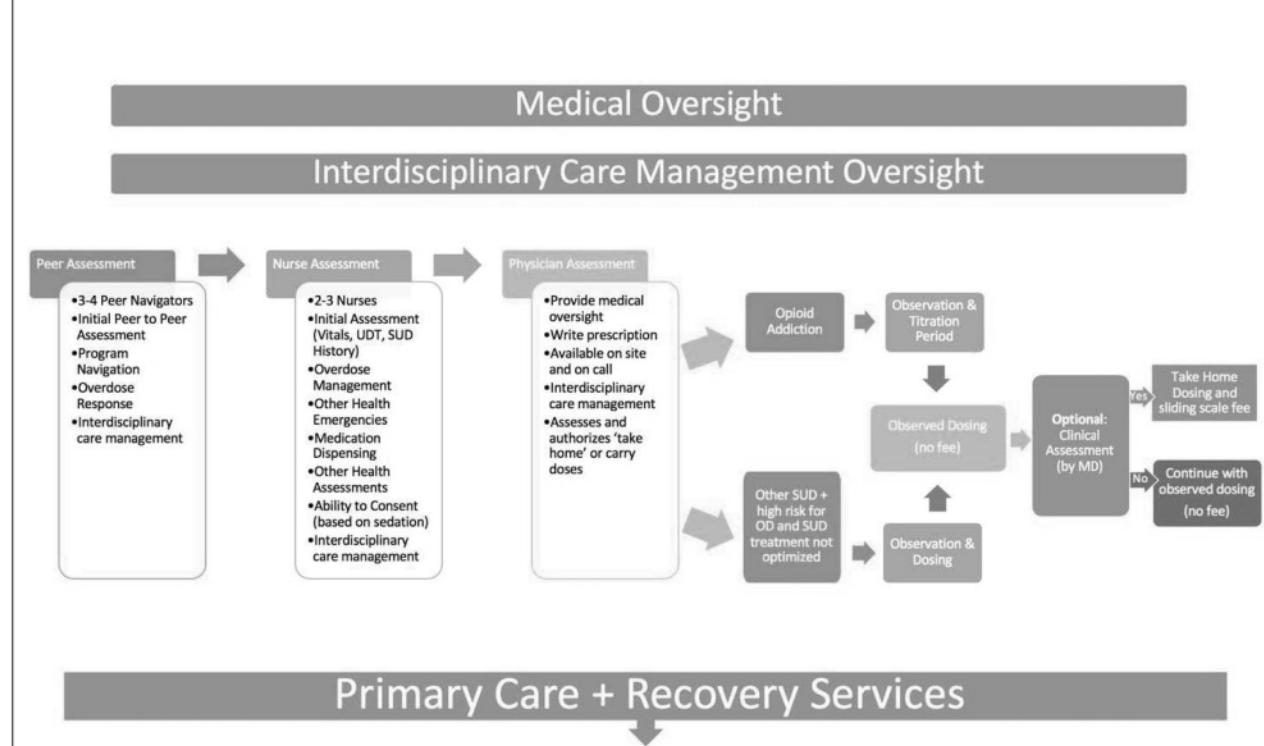 Medical Oversight
Interdisciplinary Care Management Oversight
Peer Assessment
•3-4 Peer Navigators
•Initial Peer to Peer
Assessment
•Program
Navigation
•Overdose
Response
•Interdisciplinary
care management
Nurse Assessment
•2-3 Nurses
•Initial Assessment
(Vitals, UDT, SUD
History)
•Overdose
Management
•Other Health
Emergencies
•Medication
Dispensing
•Other Health
Assessments
•Ability to Consent
(based on sedation)
•Interdisciplinary
care management
Physician Assessment
•Provide medical
oversight
•Write prescription
•Available on site
and on call
•Interdisciplinary
care management
•Assesses and
authorizes ‘take
home’ or carry
doses
Opioid
Addiction
Observation &
Titration
Period
Other SUD +
high risk for
OD and SUD
treatment not
optimized
Observation &
Dosing
Observed Dosing
(no fee)
Optional:
Clinical
Assessment
(by MD)
Yes
Take Home
Dosing and
sliding scale fee
No
Continue with
observed dosing
(no fee)
Primary Care + Recovery Services